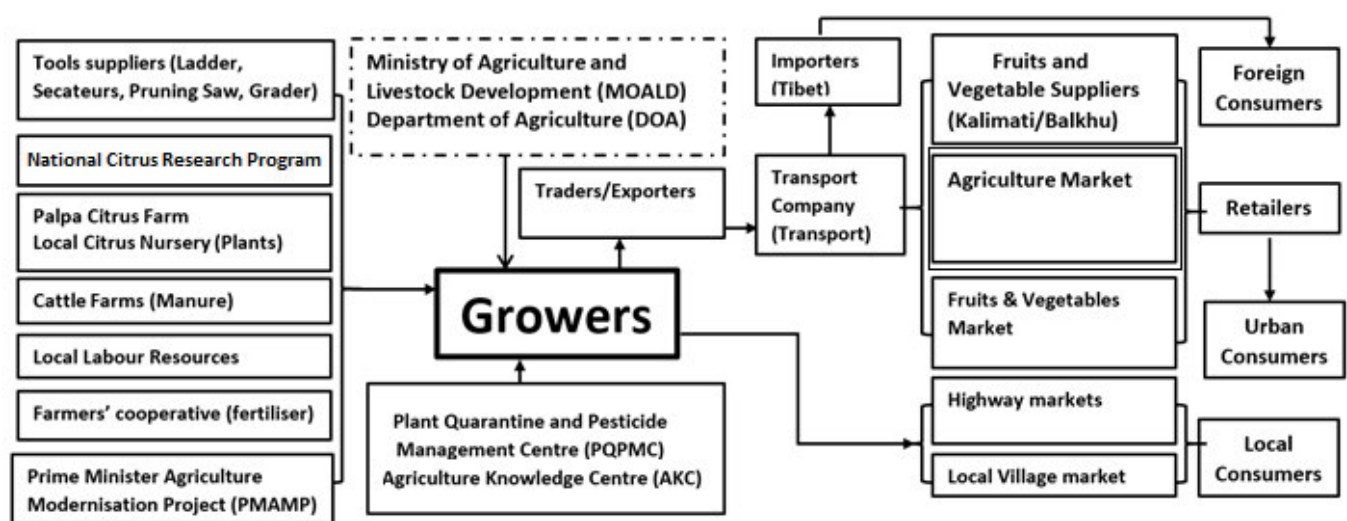 Tools suppliers (Ladder,
Secateurs, Pruning Saw, Grader)
National Citrus Research Program
Palpa Citrus Farm
Local Citrus Nursery (Plants)
Cattle Farms (Manure)
Local Labour Resources
Farmers’ cooperative (fertiliser)
Prime Minister Agriculture
Modernisation Project (PMAMP)
Ministry of Agriculture and
Livestock Development (MOALD)
Department of Agriculture (DOA)
Traders/Exporters
Growers
Plant Quarantine and Pesticide
Management Centre (PQPMC)
Agriculture Knowledge Centre (AKC)
Importers
(Tibet)
Transport
Company
(Transport)
Fruits and
Vegetable Suppliers
(Kalimati/Balkhu)
Agriculture Market
Fruits & Vegetables
Market
Highway markets
Local Village market
Foreign
Consumers
Retailers
Urban
Consumers
Local
Consumers